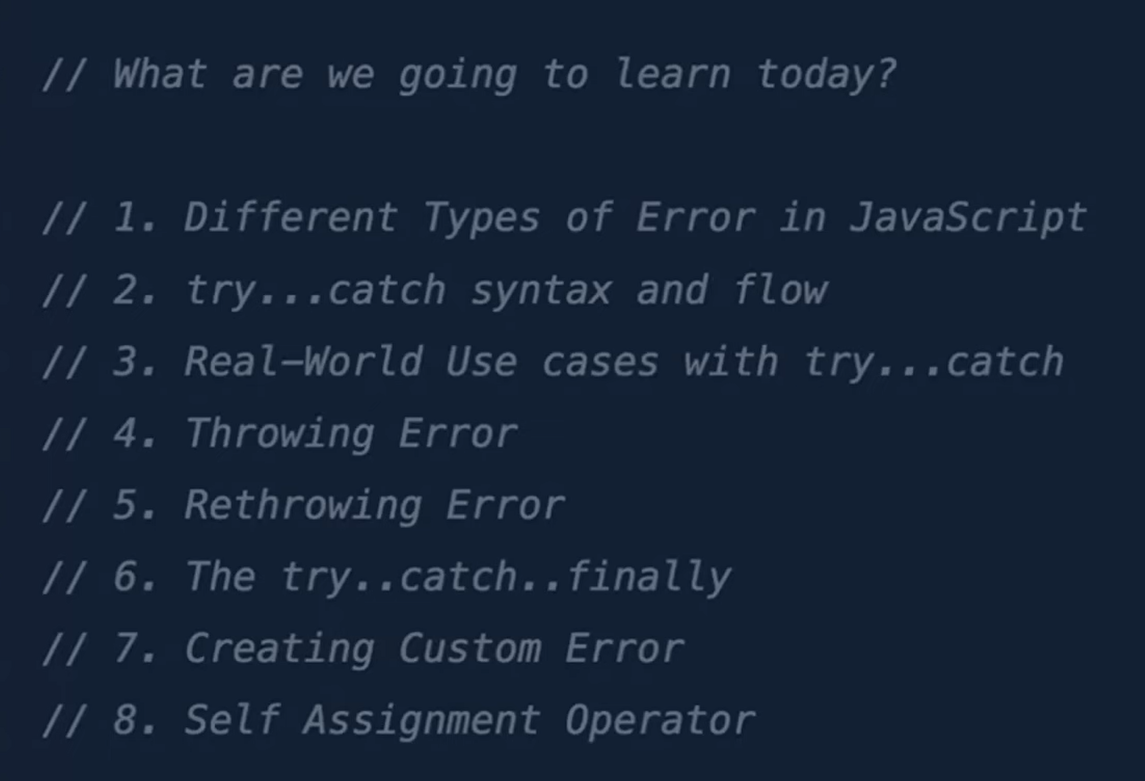 // What are we going to learn today?
// 1. Different Types of Error in JavaScript
// 2. try...catch syntax and flow
// 3. Real-World Use cases with try...catch
// 4. Throwing Error
// 5. Rethrowing Error
// 6. The try..catch..finally
// 7. Creating Custom Error
// 8. Self Assignment Operator